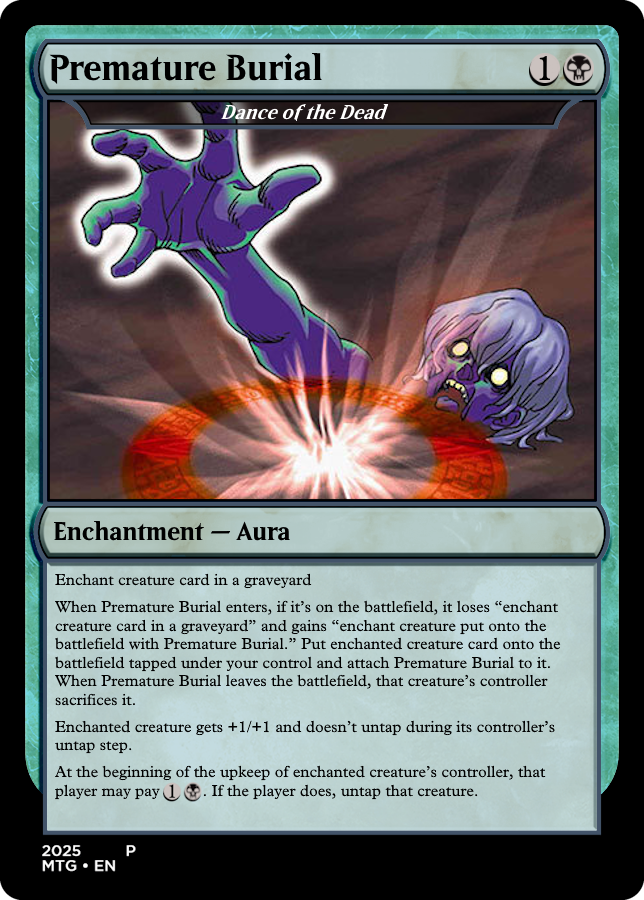 Premature Burial 1
Dance of the Dead
Enchantment — Aura
Enchant creature card in a graveyard
When Premature Burial enters, if it’s on the battlefield, it loses “enchant
creature card in a graveyard” and gains “enchant creature put onto the
battlefield with Premature Burial.” Put enchanted creature card onto the
battlefield tapped under your control and attach Premature Burial to it.
When Premature Burial leaves the battlefield, that creature’s controller
sacrifices it.
Enchanted creature gets +1/+1 and doesn’t untap during its controller’s
untap step.
At the beginning of the upkeep of enchanted creature’s controller, that
player may pay 1 . If the player does, untap that creature.
2025 P
MTG • EN